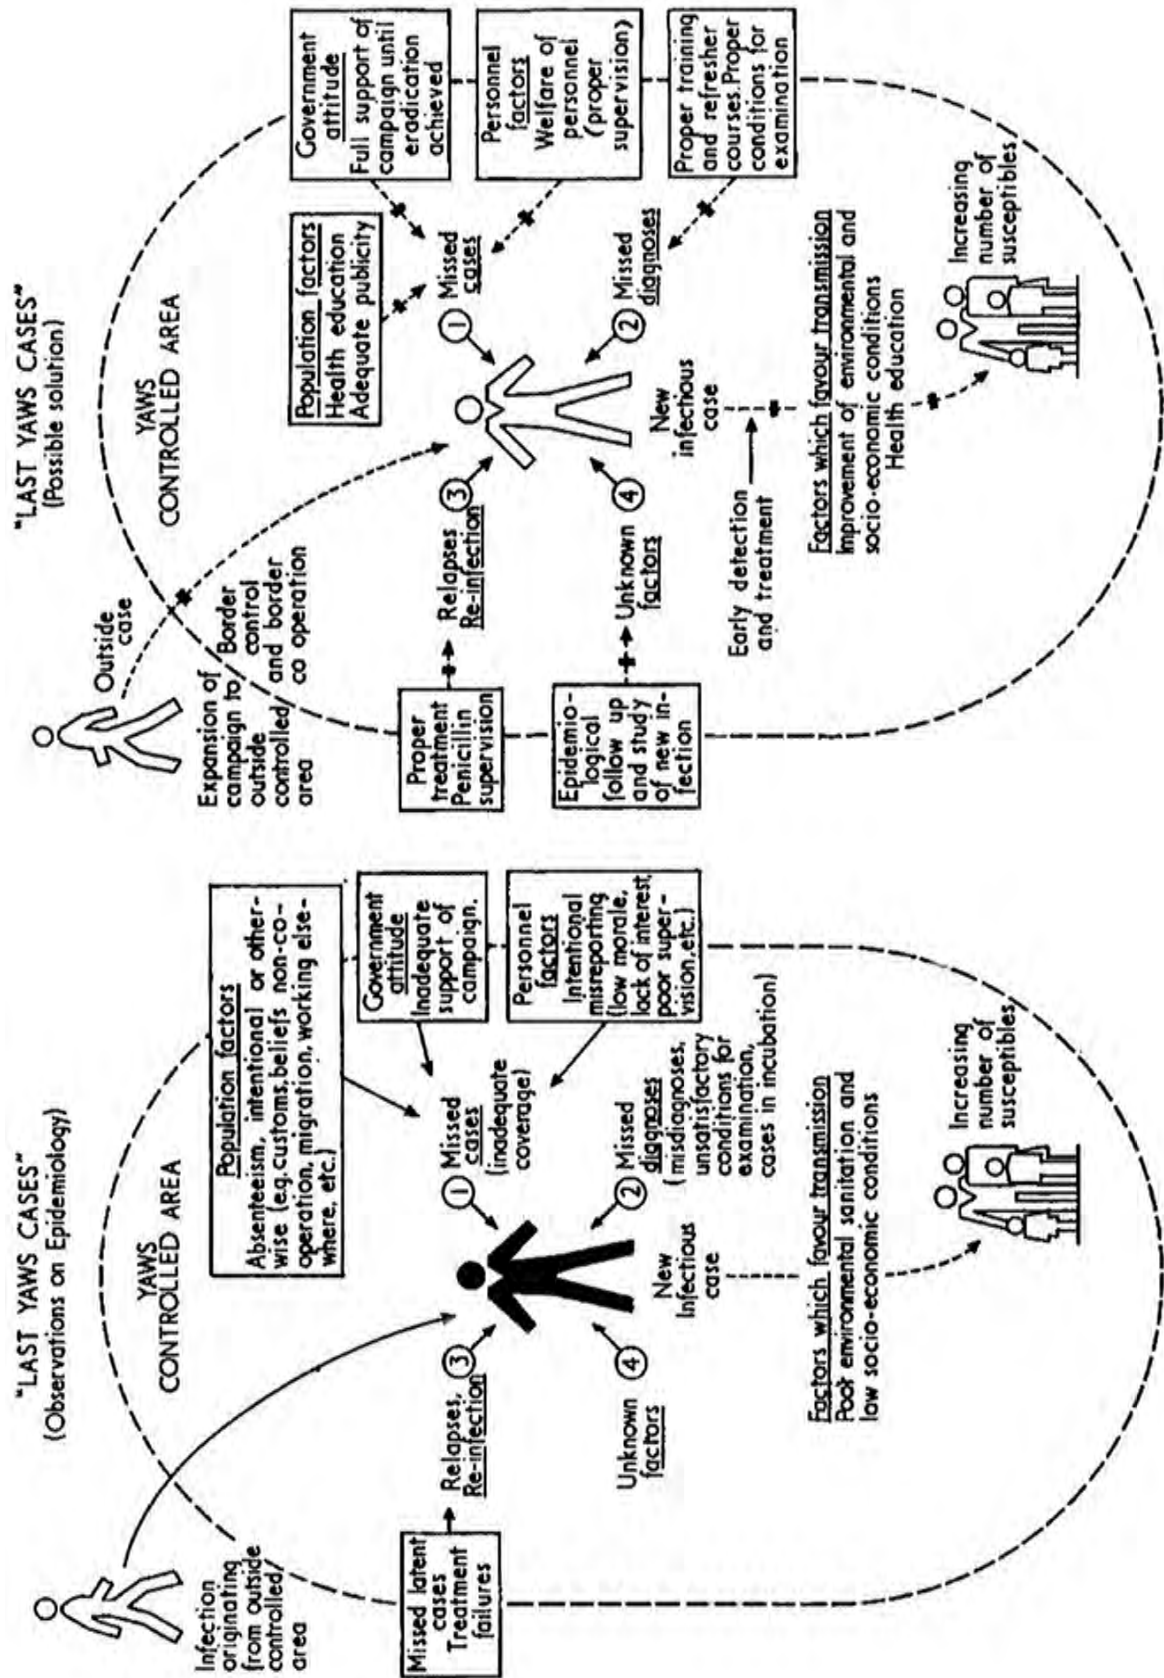 "LAST YAWS CASES"
(Observations on Epidemiology)
Infection
originating
from outside
controlled
area
YAWS
CONTROLLED AREA
Population factors
Absenteeism, intentional or other-
wise (e.g. customs, beliefs non-co-
operation, migration, working else-
where, etc.)
Government
attitude
Inadequate
support of
campaign.
Personnel
factors
Intentional
misreporting
(low morale,
lack of interest,
poor super-
vision, etc.)
Missed latent
cases
Treatment
failures
3 Relapses,
Re-infection
1 Missed
cases
(inadequate
coverage)
Unknown 4
factors
2 Missed
diagnoses
(misdiagnoses,
unsatisfactory
conditions for
examination,
cases in incubation)
New
Infectious
case
Factors which favour transmission
Poor environmental sanitation and
low socio-economic conditions
Increasing
number of
susceptibles
"LAST YAWS CASES"
(Possible solution)
Outside
case
Expansion of
campaign to
outside
controlled
area
Border
control
and border
co operation
YAWS
CONTROLLED AREA
Population factors
Health education
Adequate publicity
Government
attitude
Full support of
campaign until
eradication
achieved
Personnel
factors
Welfare of
personnel
(proper
supervision)
Proper training
and refresher
courses. Proper
conditions for
examination
Proper
treatment
Penicillin
supervision
3 Relapses
Re-infection
1 Missed
cases
Epidemio-
logical
follow up
and study
of new in-
fection
Unknown 4
factors
2 Missed
diagnoses
New
infectious
case
Early detection
and treatment
Factors which favour transmission
Improvement of environmental and
socio-economic conditions
Health education
Increasing
number of
susceptibles